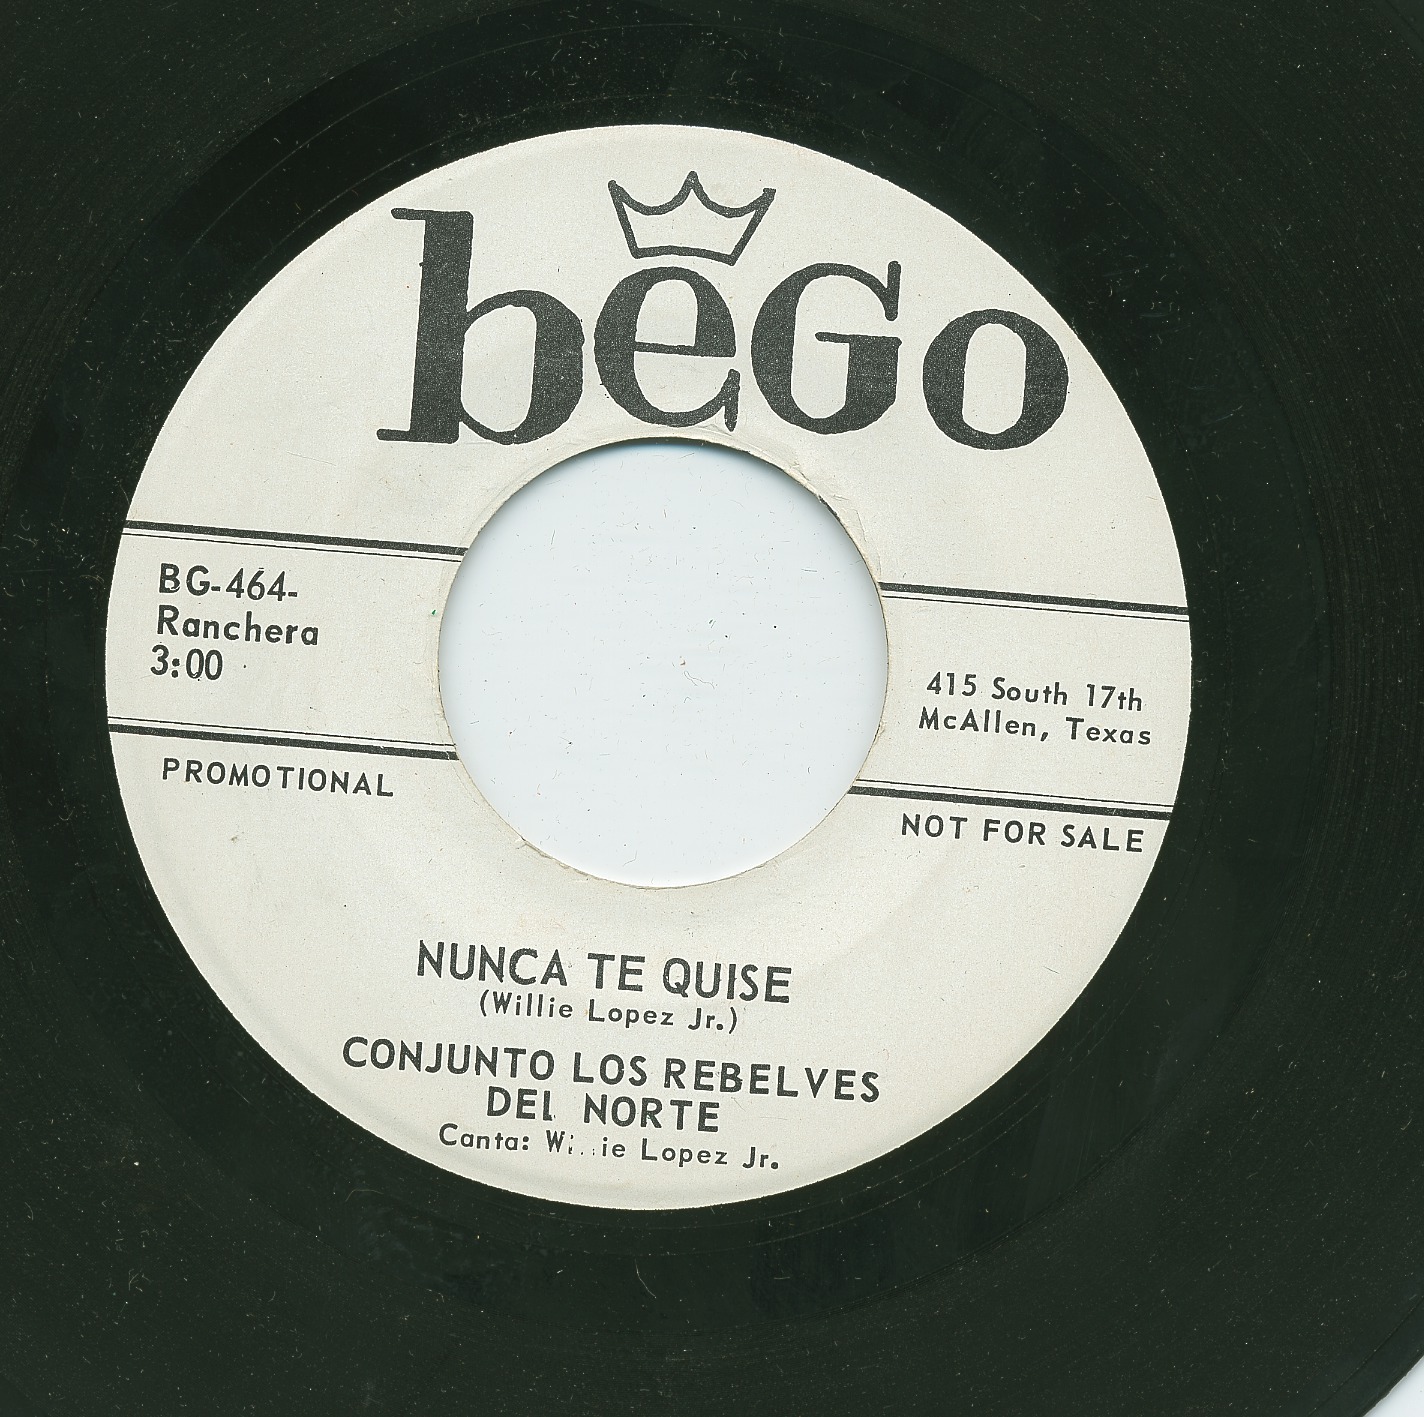 bego
BG-464-
Ranchera
3:00
415 South 17th
McAllen, Texas
PROMOTIONAL
NOT FOR SALE
NUNCA TE QUISE
(Willie Lopez Jr.)
CONJUNTO LOS REBELVES
DEL NORTE
Canta: Willie Lopez Jr.